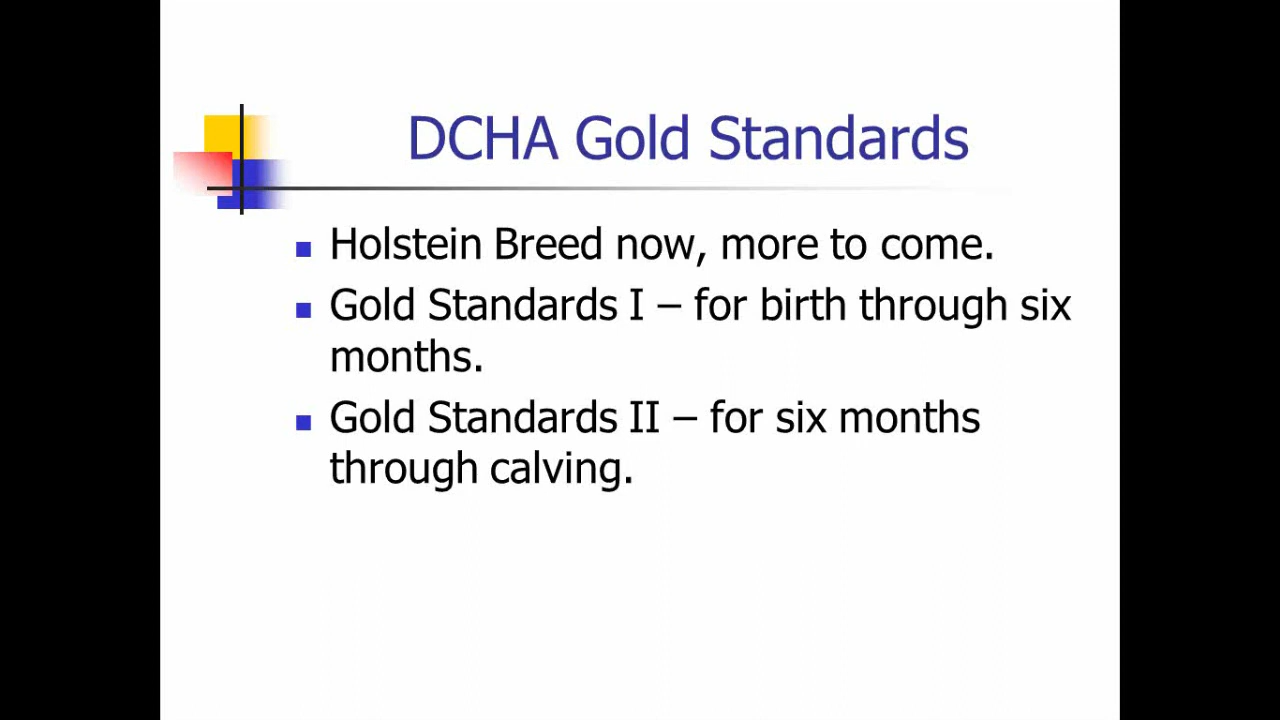 DCHA Gold Standards
Holstein Breed now, more to come.
Gold Standards I – for birth through six
months.
Gold Standards II – for six months
through calving.